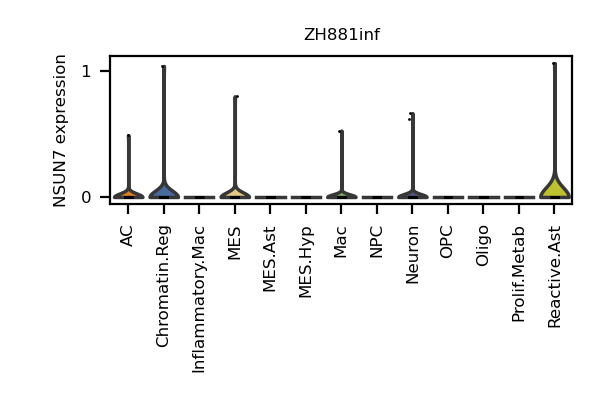 ZH881inf
NSUN7 expression
1
0
AC
Chromatin.Reg
Inflammatory.Mac
MES
MES.Ast
MES.Hyp
Mac
NPC
Neuron
OPC
Oligo
Prolif.Metab
Reactive.Ast